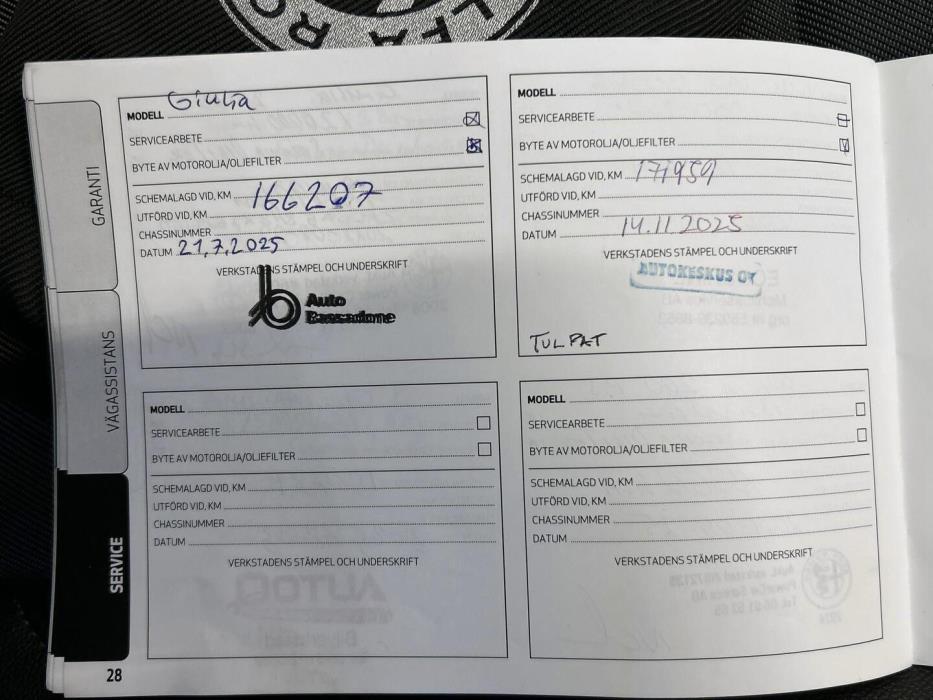 LFA RO
GARANTI
VÄGASSISTANS
SERVICE
MODELL Giulia
SERVICEARBETE
BYTE AV MOTOROLJA/OLJEFILTER
SCHEMALAGD VID, KM 166207
UTFÖRD VID, KM
CHASSINUMMER
DATUM 21,7,2025
VERKSTADENS STÄMPEL OCH UNDERSKRIFT
Auto
Bassadone
MODELL
SERVICEARBETE
BYTE AV MOTOROLJA/OLJEFILTER
SCHEMALAGD VID, KM 171959
UTFÖRD VID, KM
CHASSINUMMER
DATUM 14.11.2025
VERKSTADENS STÄMPEL OCH UNDERSKRIFT
AUTOKESKUS OY
TULPAT
MODELL
SERVICEARBETE
BYTE AV MOTOROLJA/OLJEFILTER
SCHEMALAGD VID, KM
UTFÖRD VID, KM
CHASSINUMMER
DATUM
VERKSTADENS STÄMPEL OCH UNDERSKRIFT
MODELL
SERVICEARBETE
BYTE AV MOTOROLJA/OLJEFILTER
SCHEMALAGD VID, KM
UTFÖRD VID, KM
CHASSINUMMER
DATUM
VERKSTADENS STÄMPEL OCH UNDERSKRIFT
28